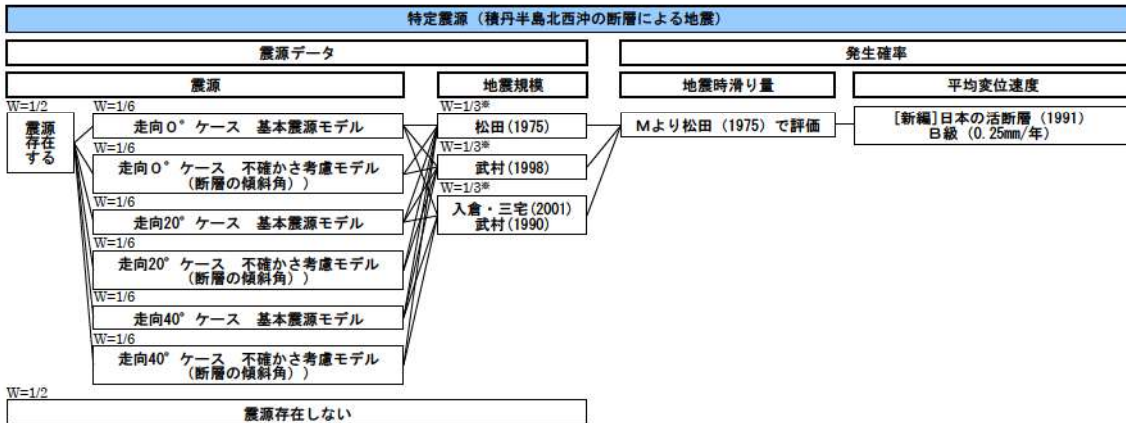 特定震源（積丹半島北西沖の断層による地震）
震源データ
発生確率
震源
地震規模
地震時滑り量
平均変位速度
W=1/2
震源
存在
する
W=1/6
走向０°ケース　基本震源モデル
W=1/6
走向０°ケース　不確かさ考慮モデル
（断層の傾斜角））
W=1/6
走向20°ケース　基本震源モデル
W=1/6
走向20°ケース　不確かさ考慮モデル
（断層の傾斜角））
W=1/6
走向40°ケース　基本震源モデル
W=1/6
走向40°ケース　不確かさ考慮モデル
（断層の傾斜角））
W=1/3※
松田(1975)
W=1/3※
武村(1998)
W=1/3※
入倉・三宅(2001)
武村(1990)
Ｍより松田（1975）で評価
［新編］日本の活断層（1991）
Ｂ級（0.25mm/年）
W=1/2
震源存在しない